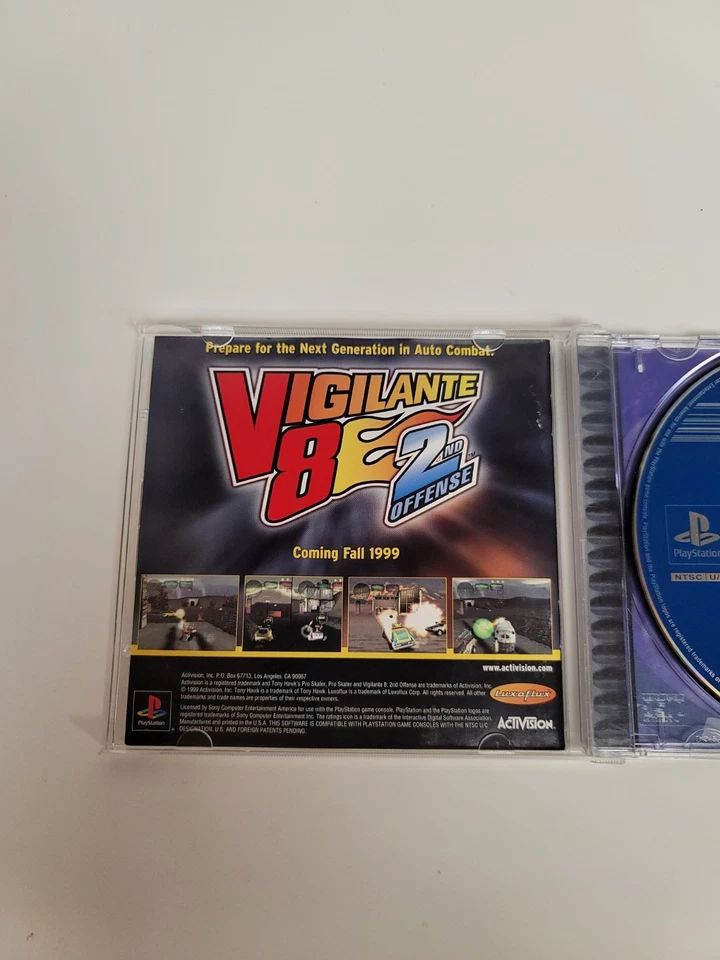 Prepare for the Next Generation in Auto Combat.
VIGILANTE
8 2ND
OFFENSE™
Coming Fall 1999
www.activision.com
Activision, Inc. P.O. Box 67713, Los Angeles, CA 90067
Activision is a registered trademark and Tony Hawk's Pro Skater, Pro Skater and Vigilante 8: 2nd Offense are trademarks of Activision, Inc.
© 1999 Activision, Inc. Tony Hawk is a trademark of Tony Hawk. Luxoflux is a trademark of Luxoflux Corp. All rights reserved. All other
trademarks and trade names are properties of their respective owners.
Luxoflux
Licensed by Sony Computer Entertainment America for use with the PlayStation game console. PlayStation and the PlayStation logos are
registered trademarks of Sony Computer Entertainment Inc. The ratings icon is a trademark of the Interactive Digital Software Association.
Manufactured and printed in the U.S.A. THIS SOFTWARE IS COMPATIBLE WITH PLAYSTATION GAME CONSOLES WITH THE NTSC U/C
DESIGNATION. U.S. AND FOREIGN PATENTS PENDING.
PlayStation
ACTIVISION
PlayStation
NTSC U/